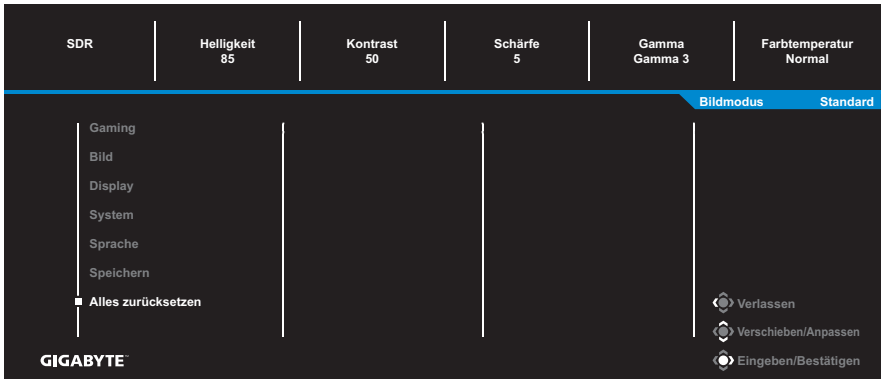 SDR
Helligkeit
85
Kontrast
50
Schärfe
5
Gamma
Gamma 3
Farbtemperatur
Normal
Bildmodus Standard
Gaming
Bild
Display
System
Sprache
Speichern
Alles zurücksetzen
Verlassen
Verschieben/Anpassen
Eingeben/Bestätigen
GIGABYTE™